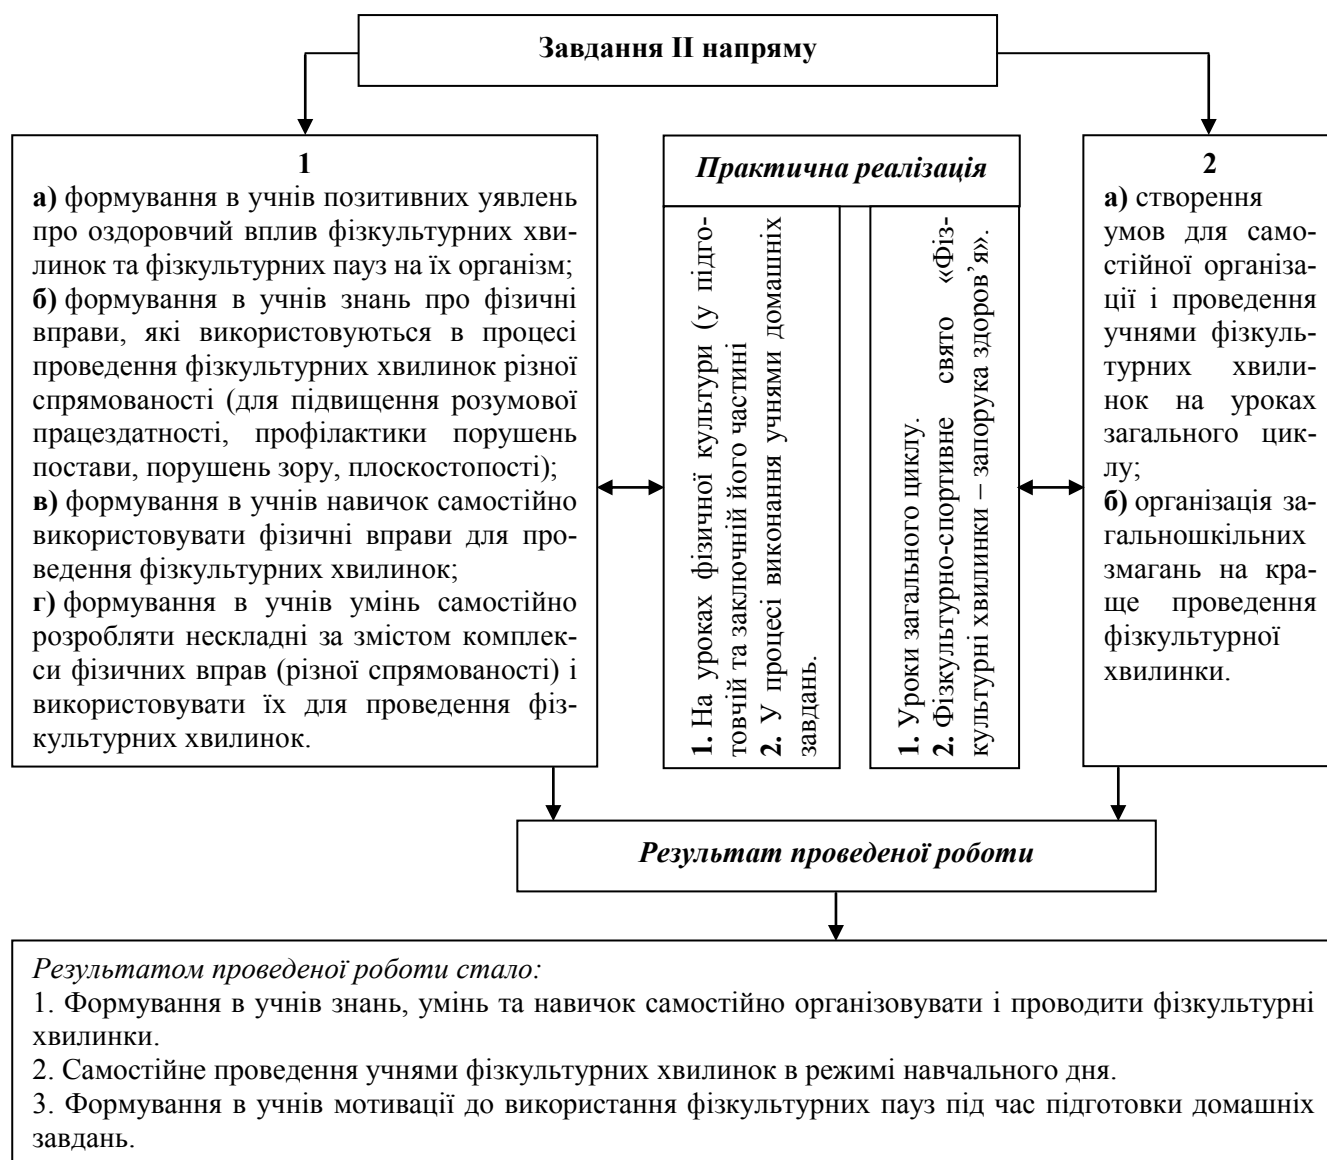 Завдання ІІ напряму
1
а) формування в учнів позитивних уявлень
про оздоровчий вплив фізкультурних хви-
линок та фізкультурних пауз на їх організм;
б) формування в учнів знань про фізичні
вправи, які використовуються в процесі
проведення фізкультурних хвилинок різної
спрямованості (для підвищення розумової
працездатності, профілактики порушень
постави, порушень зору, плоскостопості);
в) формування в учнів навичок самостійно
використовувати фізичні вправи для про-
ведення фізкультурних хвилинок;
г) формування в учнів умінь самостійно
розробляти нескладні за змістом комплек-
си фізичних вправ (різної спрямованості) і
використовувати їх для проведення фіз-
культурних хвилинок.
Практична реалізація
1. На уроках фізичної культури (у підго-
товчій та заключній його частині
2. У процесі виконання учнями домашніх
завдань.
1. Уроки загального циклу.
2. Фізкультурно-спортивне свято «Фіз-
культурні хвилинки – запорука здоров’я».
2
а) створення
умов для само-
стійної організа-
ції і проведення
учнями фізкуль-
турних хвили-
нок на уроках
загального цик-
лу;
б) організація за-
гальношкільних
змагань на кра-
ще проведення
фізкультурної
хвилинки.
Результат проведеної роботи
Результатом проведеної роботи стало:
1. Формування в учнів знань, умінь та навичок самостійно організовувати і проводити фізкультурні
хвилинки.
2. Самостійне проведення учнями фізкультурних хвилинок в режимі навчального дня.
3. Формування в учнів мотивації до використання фізкультурних пауз під час підготовки домашніх
завдань.